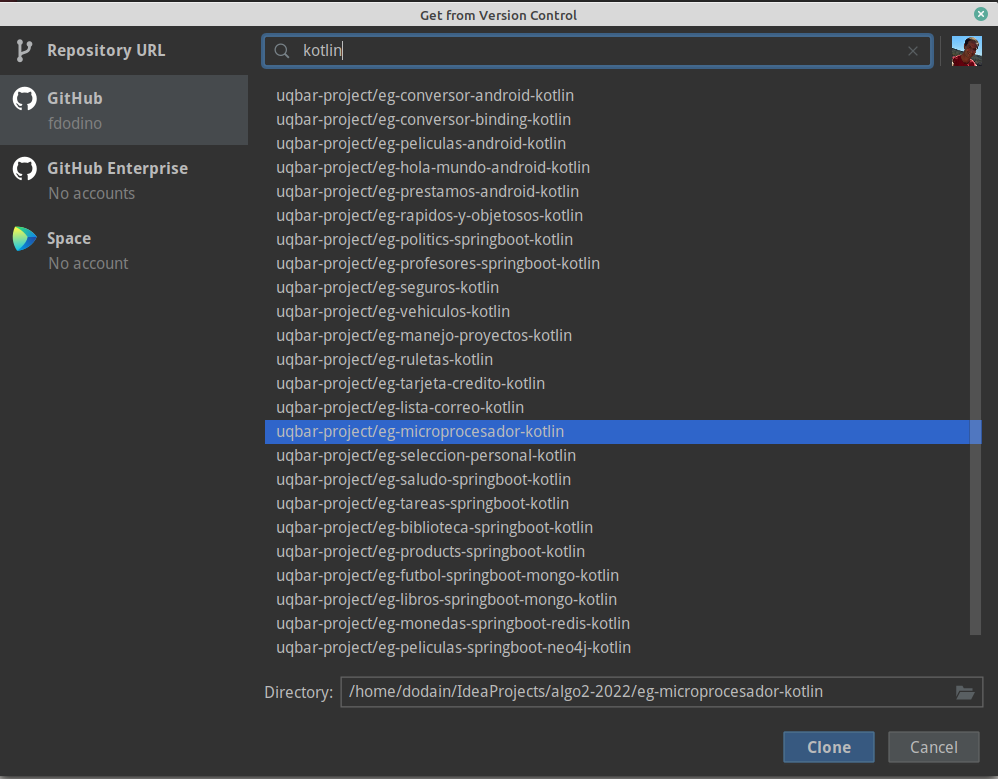 Get from Version Control
Repository URL
GitHub
fdodino
GitHub Enterprise
No accounts
Space
No account
kotlin
uqbar-project/eg-conversor-android-kotlin
uqbar-project/eg-conversor-binding-kotlin
uqbar-project/eg-peliculas-android-kotlin
uqbar-project/eg-hola-mundo-android-kotlin
uqbar-project/eg-prestamos-android-kotlin
uqbar-project/eg-rapidos-y-objetosos-kotlin
uqbar-project/eg-politics-springboot-kotlin
uqbar-project/eg-profesores-springboot-kotlin
uqbar-project/eg-seguros-kotlin
uqbar-project/eg-vehiculos-kotlin
uqbar-project/eg-manejo-proyectos-kotlin
uqbar-project/eg-ruletas-kotlin
uqbar-project/eg-tarjeta-credito-kotlin
uqbar-project/eg-lista-correo-kotlin
uqbar-project/eg-microprocesador-kotlin
uqbar-project/eg-seleccion-personal-kotlin
uqbar-project/eg-saludo-springboot-kotlin
uqbar-project/eg-tareas-springboot-kotlin
uqbar-project/eg-biblioteca-springboot-kotlin
uqbar-project/eg-products-springboot-kotlin
uqbar-project/eg-futbol-springboot-mongo-kotlin
uqbar-project/eg-libros-springboot-mongo-kotlin
uqbar-project/eg-monedas-springboot-redis-kotlin
uqbar-project/eg-peliculas-springboot-neo4j-kotlin
Directory: /home/dodain/IdeaProjects/algo2-2022/eg-microprocesador-kotlin
Clone Cancel